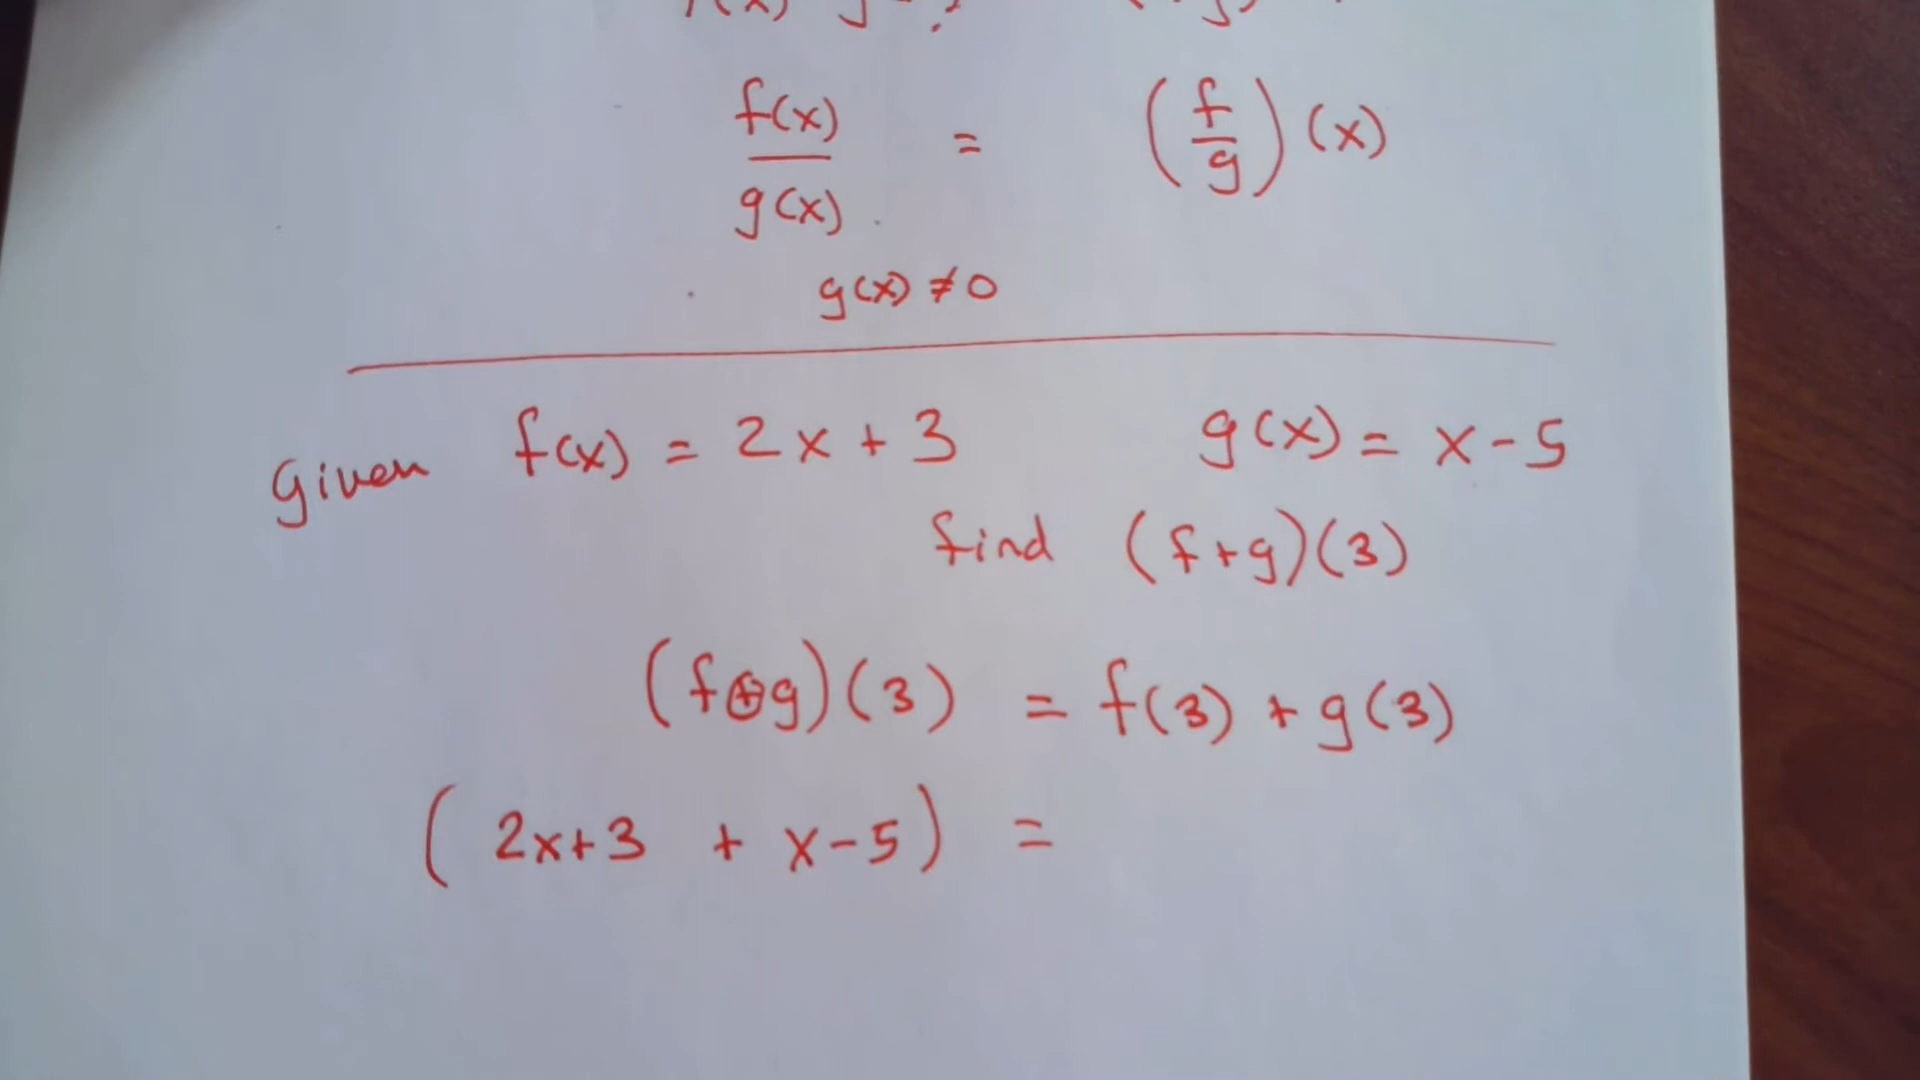 f(x)
—
g(x)
= (f/g)(x)
g(x) ≠ 0
Given f(x) = 2x + 3 g(x) = x - 5
find (f+g)(3)
(f⊕g)(3) = f(3) + g(3)
( 2x+3 + x-5 ) =